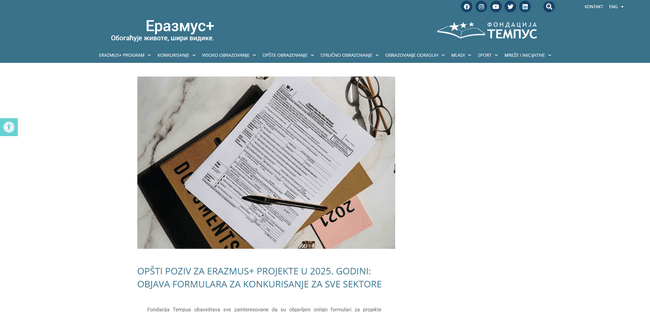 KONTAKT ENG
Еразмус+
Обогаћује животе, шири видике.
ФОНДАЦИЈА
ТЕМПУС
ERAZMUS+ PROGRAM KONKURISANJE VISOKO OBRAZOVANJE OPŠTE OBRAZOVANJE STRUČNO OBRAZOVANJE OBRAZOVANJE ODRASLIH MLADI SPORT MREŽE I INICIJATIVE
DOCUMENTS
2021
OPŠTI POZIV ZA ERAZMUS+ PROJEKTE U 2025. GODINI:
OBJAVA FORMULARA ZA KONKURISANJE ZA SVE SEKTORE
Fondacija Tempus obaveštava sve zainteresovane da su objavljeni onlajn formulari za projekte